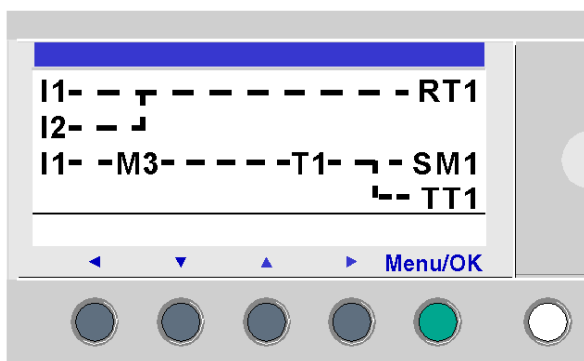 I1- - - - - - - - - - RT1
I2- - -
I1- -M3- - - - -T1- - - SM1
-- TT1
Menu/OK